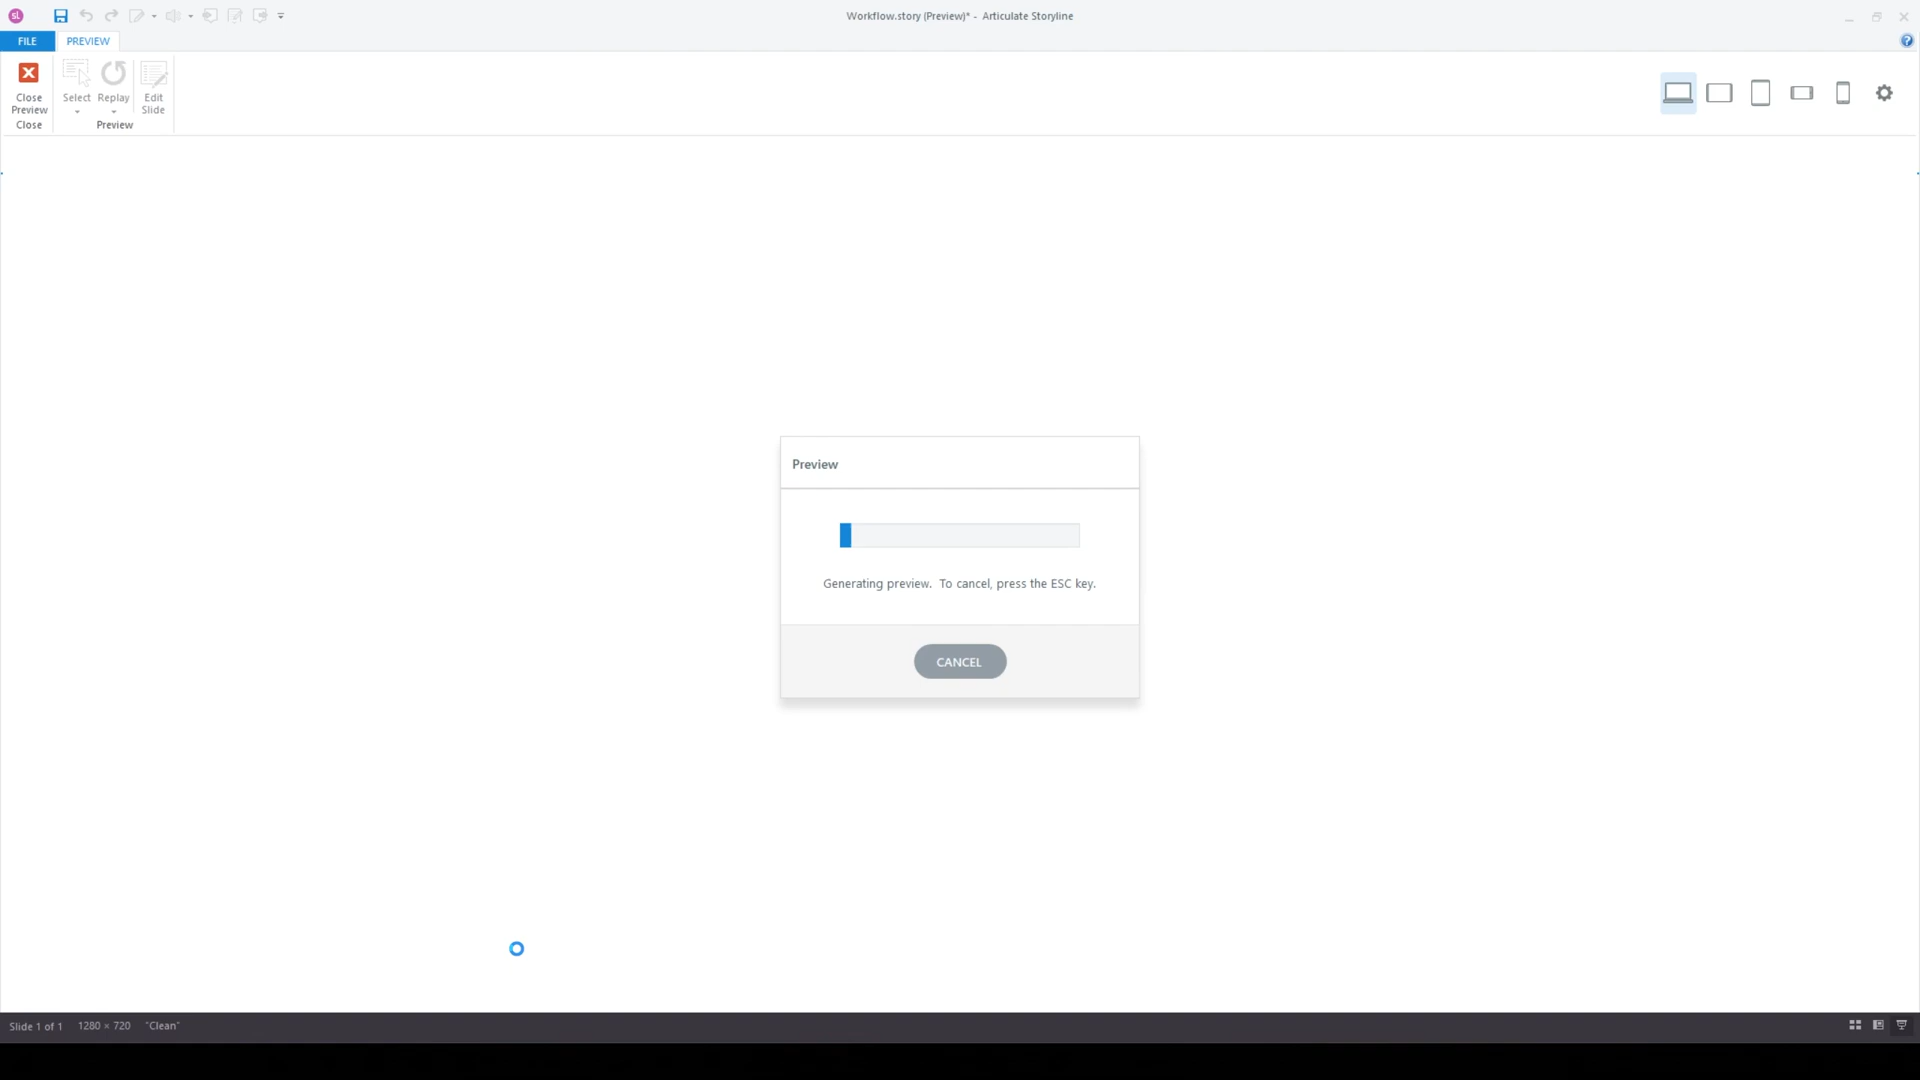 sl
Workflow.story (Preview)* - Articulate Storyline
FILE
PREVIEW
?
Close
Preview
Select
Replay
Edit
Slide
Close
Preview
Preview
Generating preview. To cancel, press the ESC key.
CANCEL
Slide 1 of 1
1280 × 720
"Clean"